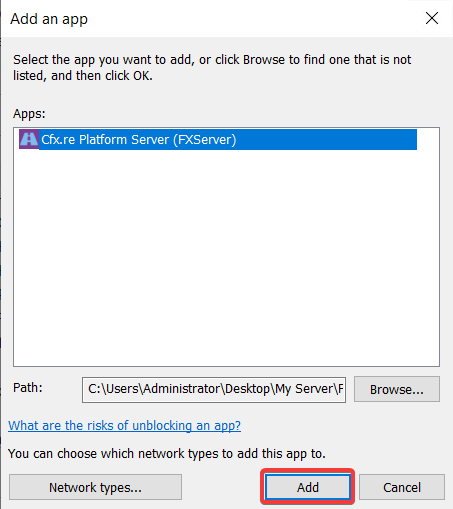 Add an app
Select the app you want to add, or click Browse to find one that is not
listed, and then click OK.
Apps:
Cfx.re Platform Server (FXServer)
Path:
C:\Users\Administrator\Desktop\My Server\F
Browse...
What are the risks of unblocking an app?
You can choose which network types to add this app to.
Network types...
Add
Cancel